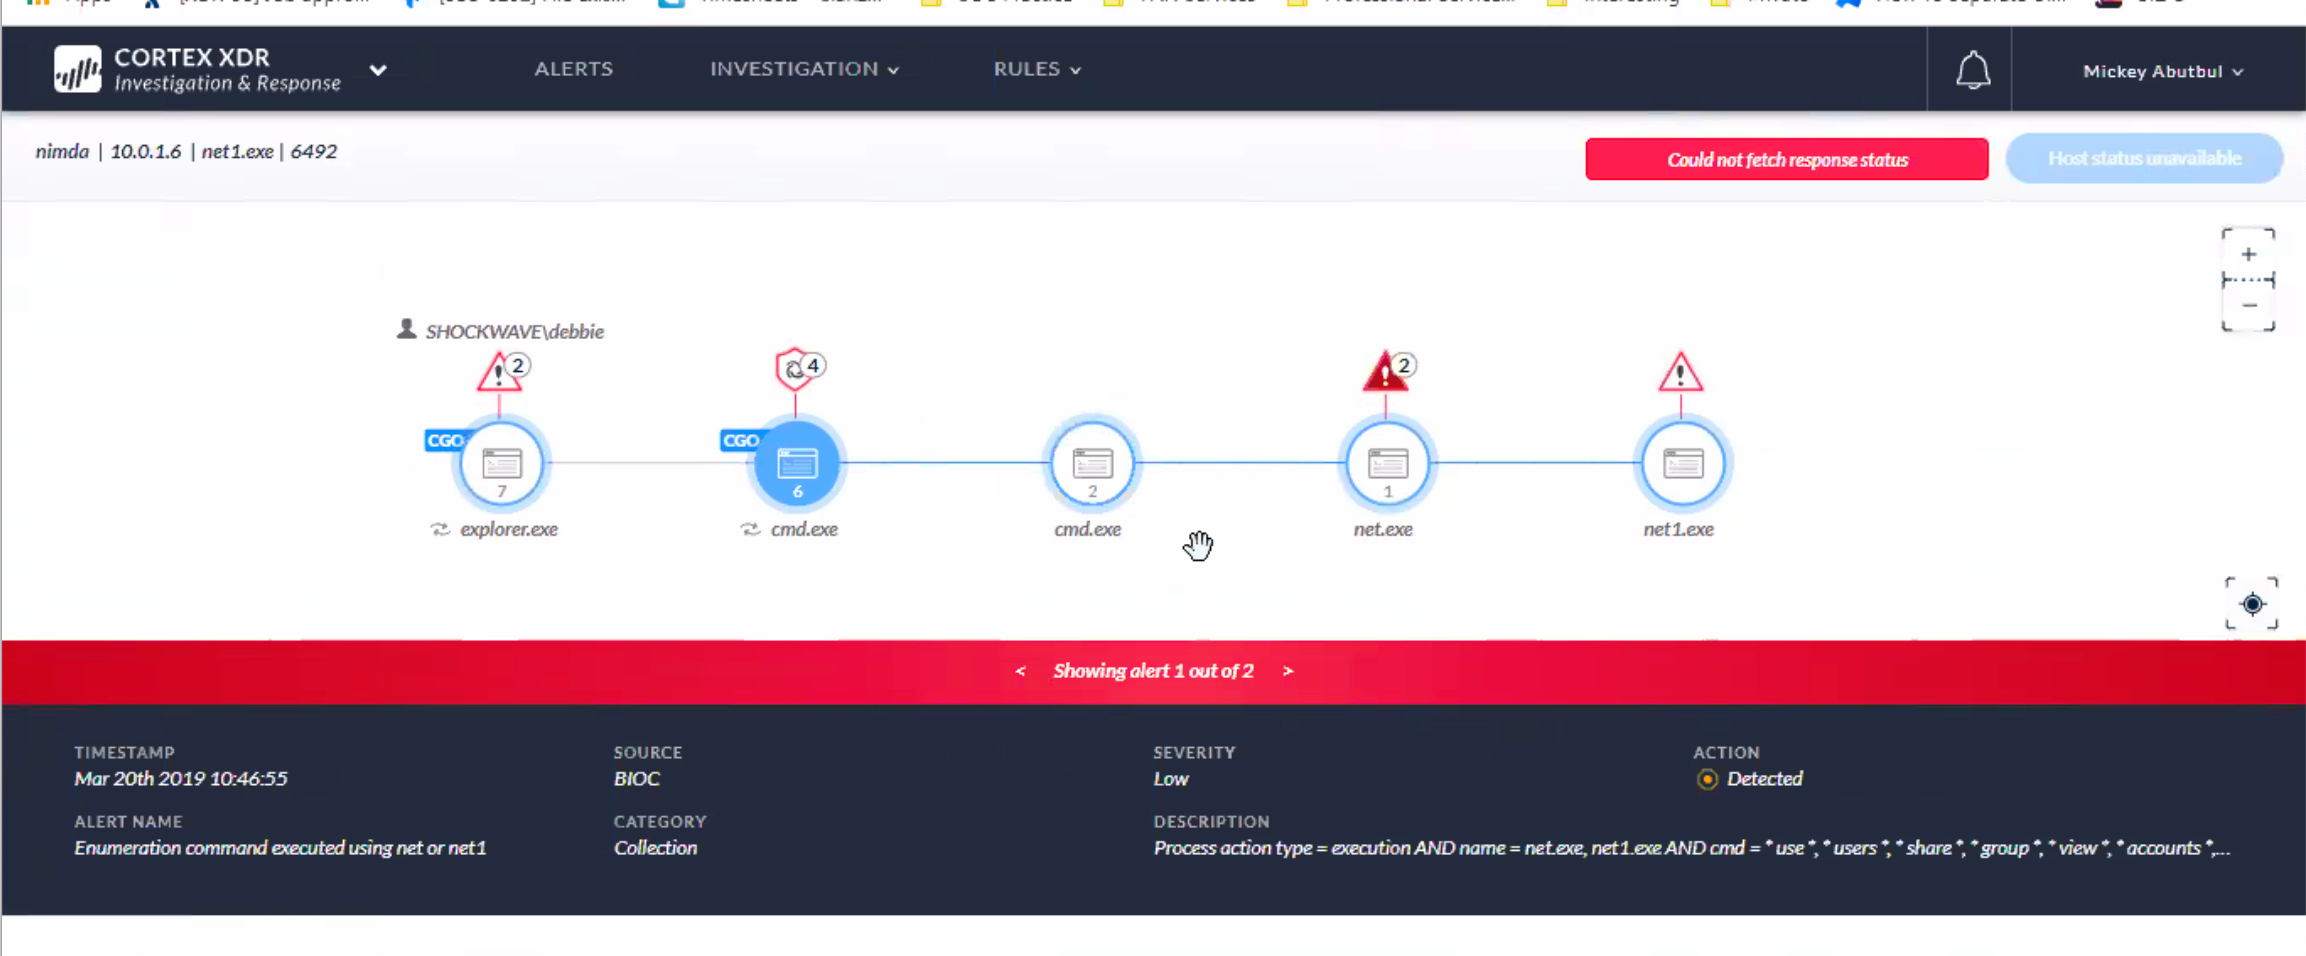 CORTEX XDR
Investigation & Response
ALERTS
INVESTIGATION
RULES
Mickey Abutbul
nimda | 10.0.1.6 | net1.exe | 6492
Could not fetch response status
Host status unavailable
SHOCKWAVE\debbie
2
4
2
CGO
CGO
7
6
2
1
explorer.exe
cmd.exe
cmd.exe
net.exe
net1.exe
< Showing alert 1 out of 2 >
TIMESTAMP
Mar 20th 2019 10:46:55
SOURCE
BIOC
SEVERITY
Low
ACTION
Detected
ALERT NAME
Enumeration command executed using net or net1
CATEGORY
Collection
DESCRIPTION
Process action type = execution AND name = net.exe, net1.exe AND cmd = * use *, * users *, * share *, * group *, * view *, * accounts *,...